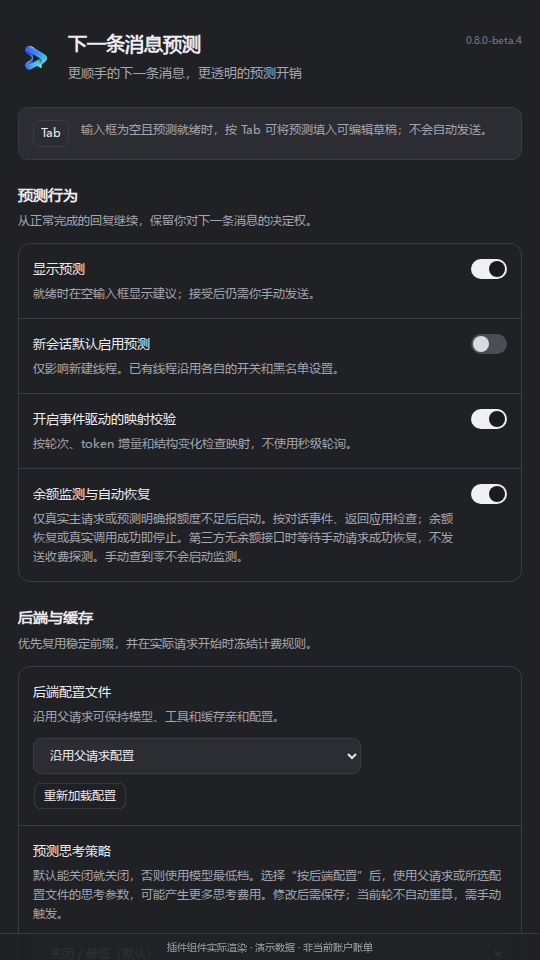 下一条消息预测
0.8.0-beta.4
更顺手的下一条消息，更透明的预测开销
Tab
输入框为空且预测就绪时，按 Tab 可将预测填入可编辑草稿；不会自动发送。
预测行为
从正常完成的回复继续，保留你对下一条消息的决定权。
显示预测
就绪时在空输入框显示建议；接受后仍需你手动发送。
新会话默认启用预测
仅影响新建线程。已有线程沿用各自的开关和黑名单设置。
开启事件驱动的映射校验
按轮次、token 增量和结构变化检查映射，不使用秒级轮询。
余额监测与自动恢复
仅真实主请求或预测明确报额度不足后启动。按对话事件、返回应用检查；余额
恢复或真实调用成功即停止。第三方无余额接口时等待手动请求成功恢复，不发
送收费探测。手动查到零不会启动监测。
后端与缓存
优先复用稳定前缀，并在实际请求开始时冻结计费规则。
后端配置文件
沿用父请求可保持模型、工具和缓存亲和配置。
沿用父请求配置
重新加载配置
预测思考策略
默认能关闭就关闭，否则使用模型最低档。选择“按后端配置”后，使用父请求或所选配
置文件的思考参数，可能产生更多思考费用。修改后需保存；当前轮不自动重算，需手动
触发。
关闭 / 最低（默认）
插件组件实际渲染 · 演示数据 · 非当前账户账单